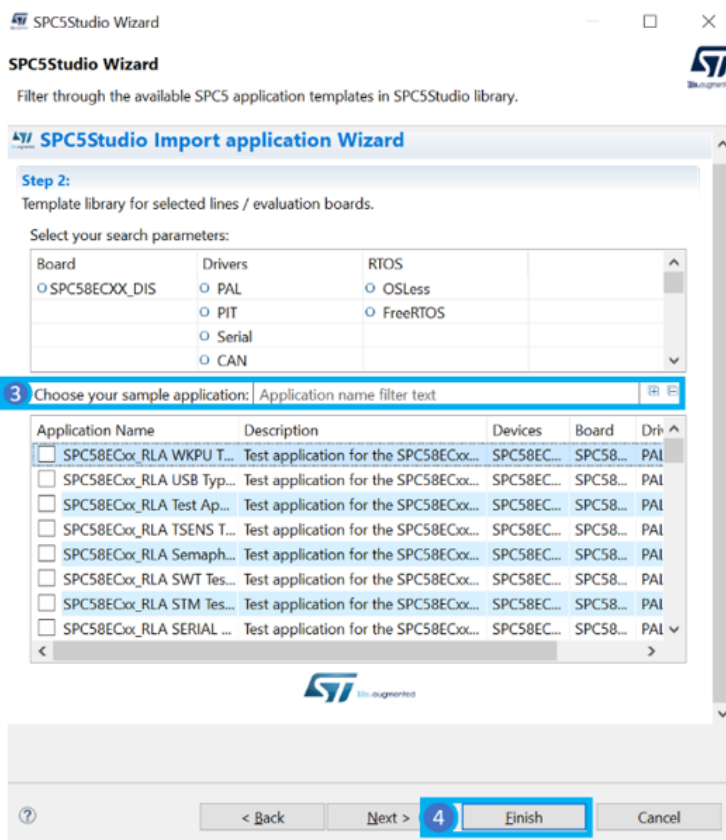 SPC5Studio Wizard
SPC5Studio Wizard
Filter through the available SPC5 application templates in SPC5Studio library.
SPC5Studio Import application Wizard
Step 2:
Template library for selected lines / evaluation boards.
Select your search parameters:
Board Drivers RTOS
SPC58ECXX_DIS PAL OSLess
PIT FreeRTOS
Serial
CAN
3 Choose your sample application: Application name filter text
Application Name Description Devices Board Driv
SPC58ECxx_RLA WKPU T... Test application for the SPC58ECxx... SPC58EC... SPC58... PAL
SPC58ECxx_RLA USB Typ... Test application for the SPC58ECxx... SPC58EC... SPC58... PAL
SPC58ECxx_RLA Test Ap... Test application for the SPC58ECxx... SPC58EC... SPC58... PAL
SPC58ECxx_RLA TSENS T... Test application for the SPC58ECxx... SPC58EC... SPC58... PAL
SPC58ECxx_RLA Semaph... Test application for the SPC58ECxx... SPC58EC... SPC58... PAL
SPC58ECxx_RLA SWT Tes... Test application for the SPC58ECxx... SPC58EC... SPC58... PAL
SPC58ECxx_RLA STM Tes... Test application for the SPC58ECxx... SPC58EC... SPC58... PAL
SPC58ECxx_RLA SERIAL ... Test application for the SPC58ECxx... SPC58EC... SPC58... PAL
ST life.augmented
< Back Next > 4 Finish Cancel